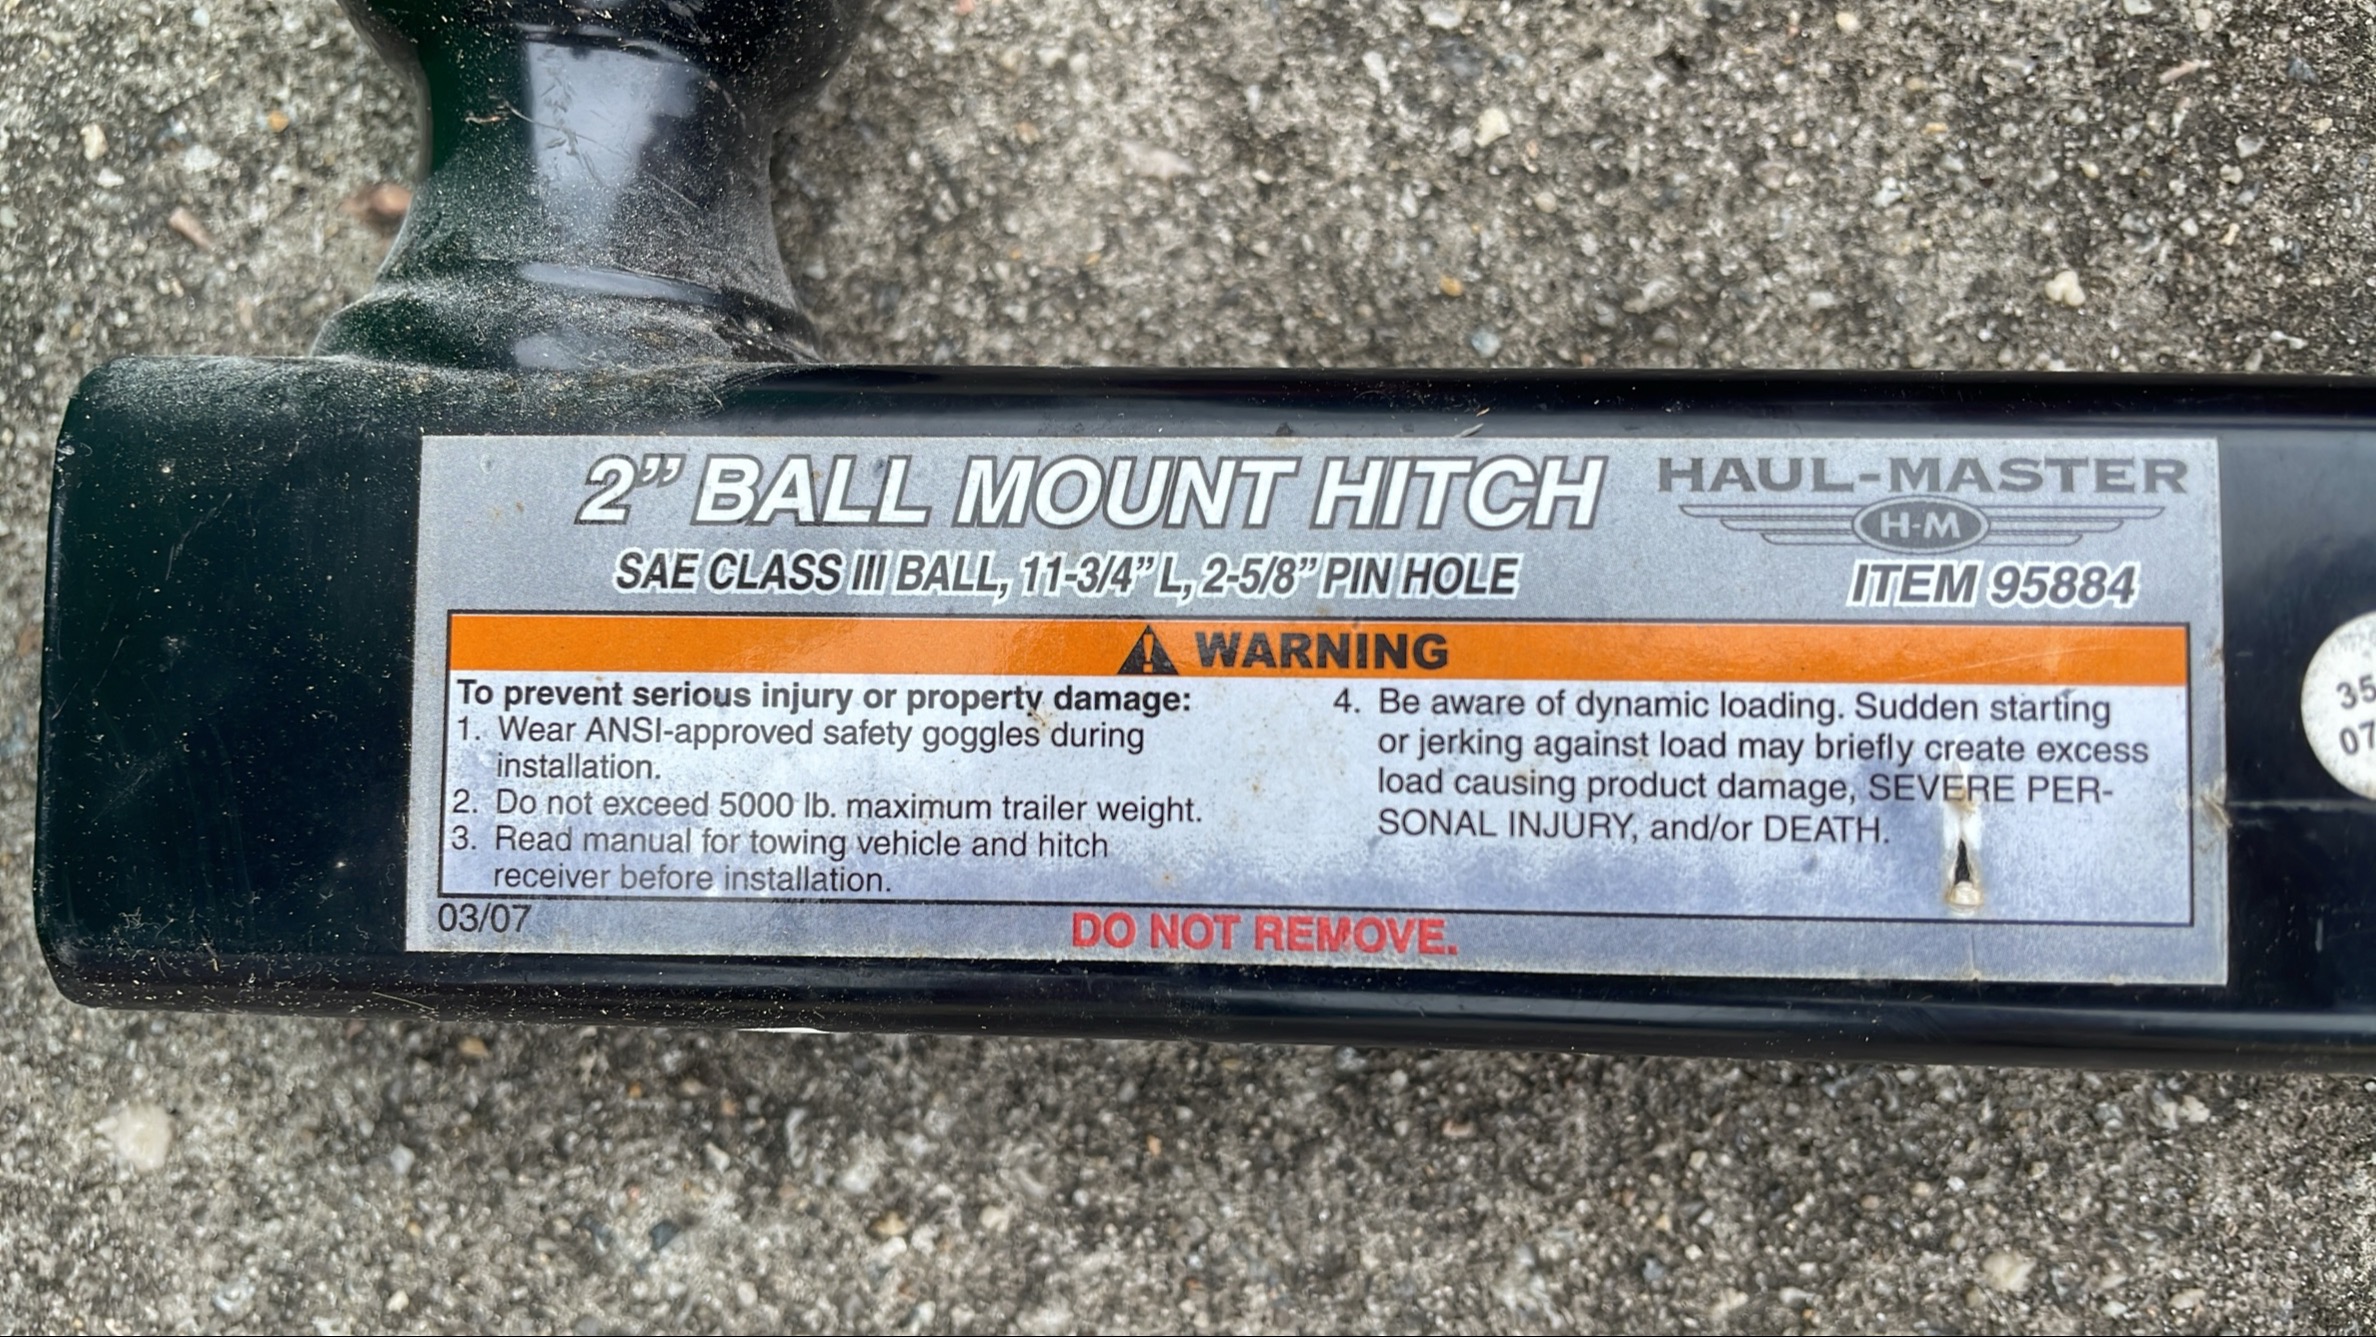 2” BALL MOUNT HITCH
SAE CLASS III BALL, 11-3/4” L, 2-5/8” PIN HOLE
HAUL-MASTER
H-M
ITEM 95884
WARNING
To prevent serious injury or property damage:
1. Wear ANSI-approved safety goggles during
installation.
2. Do not exceed 5000 lb. maximum trailer weight.
3. Read manual for towing vehicle and hitch
receiver before installation.
4. Be aware of dynamic loading. Sudden starting
or jerking against load may briefly create excess
load causing product damage, SEVERE PER-
SONAL INJURY, and/or DEATH.
03/07
DO NOT REMOVE.
35
07